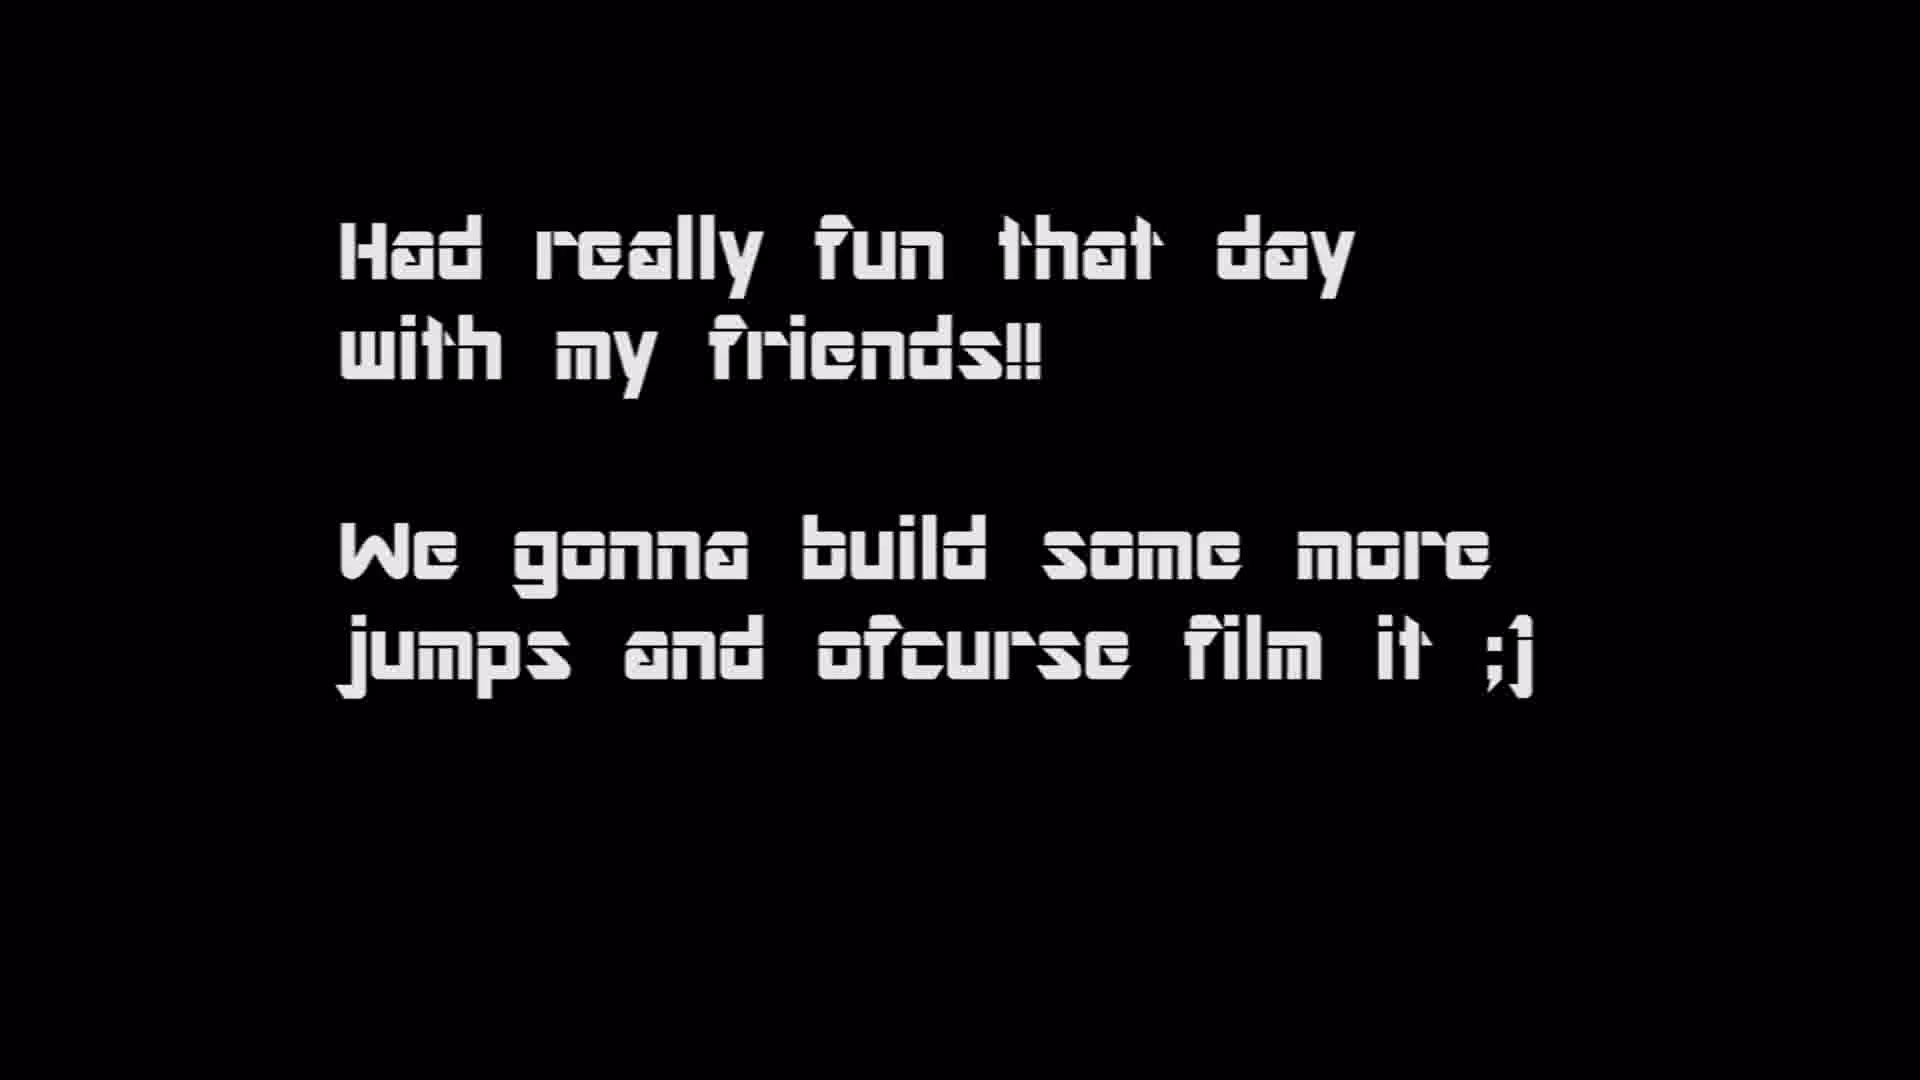 Had really fun that day
with my friends!!
We gonna build some more
jumps and ofcurse film it ;)